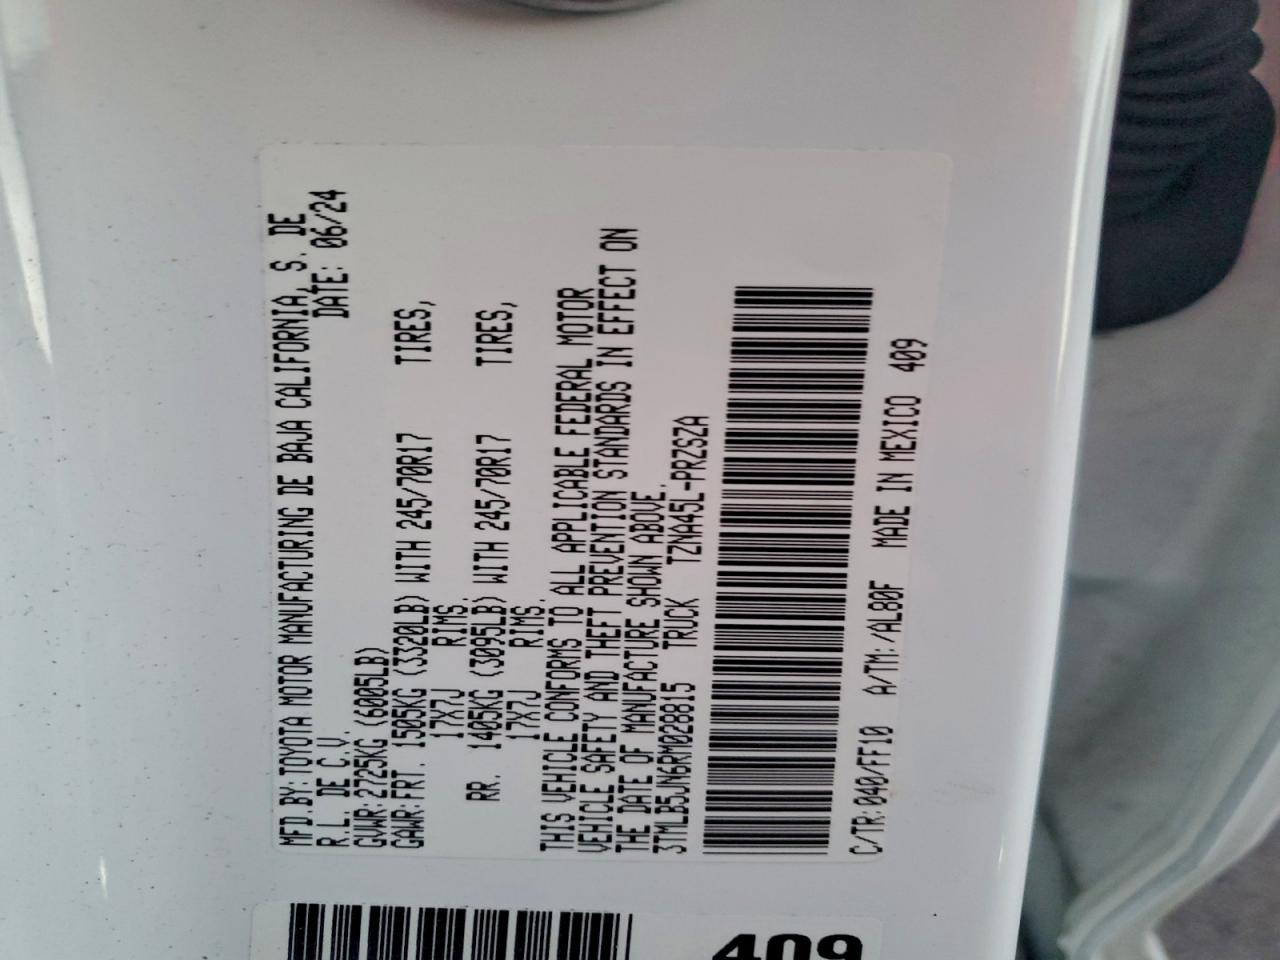 MFD.BY:TOYOTA MOTOR MANUFACTURING DE BAJA CALIFORNIA, S. DE
R.L. DE C.V. DATE: 06/24
GVWR:2725KG (6005LB)
GAWR:FRT. 1505KG (3320LB) WITH 245/70R17 TIRES,
17X7J RIMS,
RR. 1405KG (3095LB) WITH 245/70R17 TIRES,
17X7J RIMS.
THIS VEHICLE CONFORMS TO ALL APPLICABLE FEDERAL MOTOR
VEHICLE SAFETY AND THEFT PREVENTION STANDARDS IN EFFECT ON
THE DATE OF MANUFACTURE SHOWN ABOVE.
3TMLB5JN6RM028815 TRUCK TZNA45L-PRZSZA
C/TR:040/FF10 A/TM:/AL80F MADE IN MEXICO 409
409